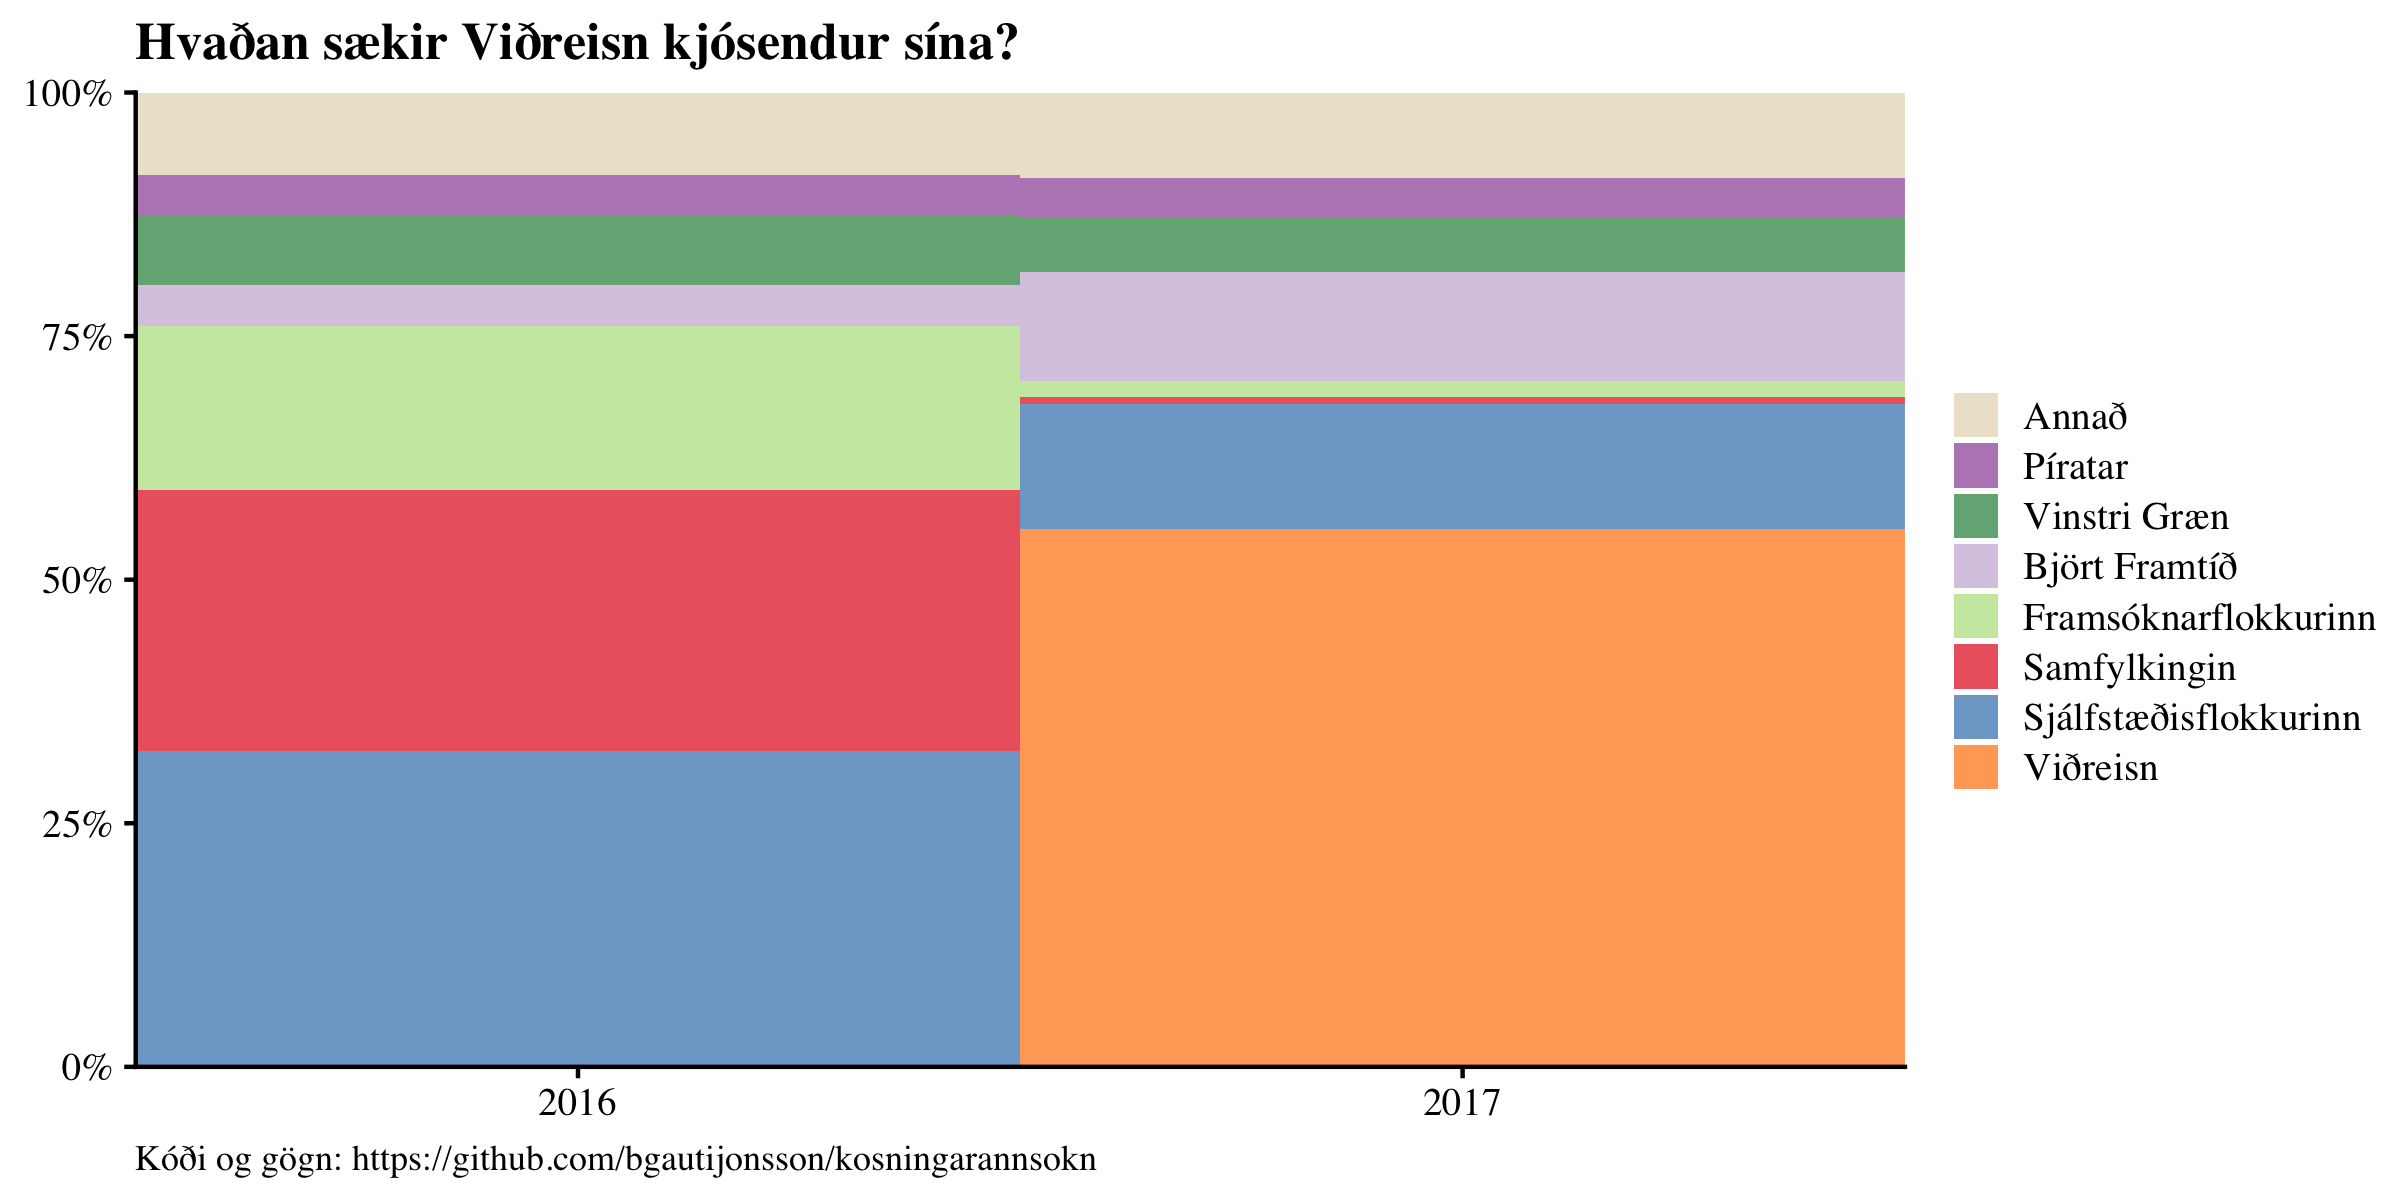 Hvaðan sækir Viðreisn kjósendur sína?
100%
75%
50%
25%
0%
2016
2017
Annað
Píratar
Vinstri Græn
Björt Framtíð
Framsóknarflokkurinn
Samfylkingin
Sjálfstæðisflokkurinn
Viðreisn
Kóði og gögn: https://github.com/bgautijonsson/kosningarannsokn